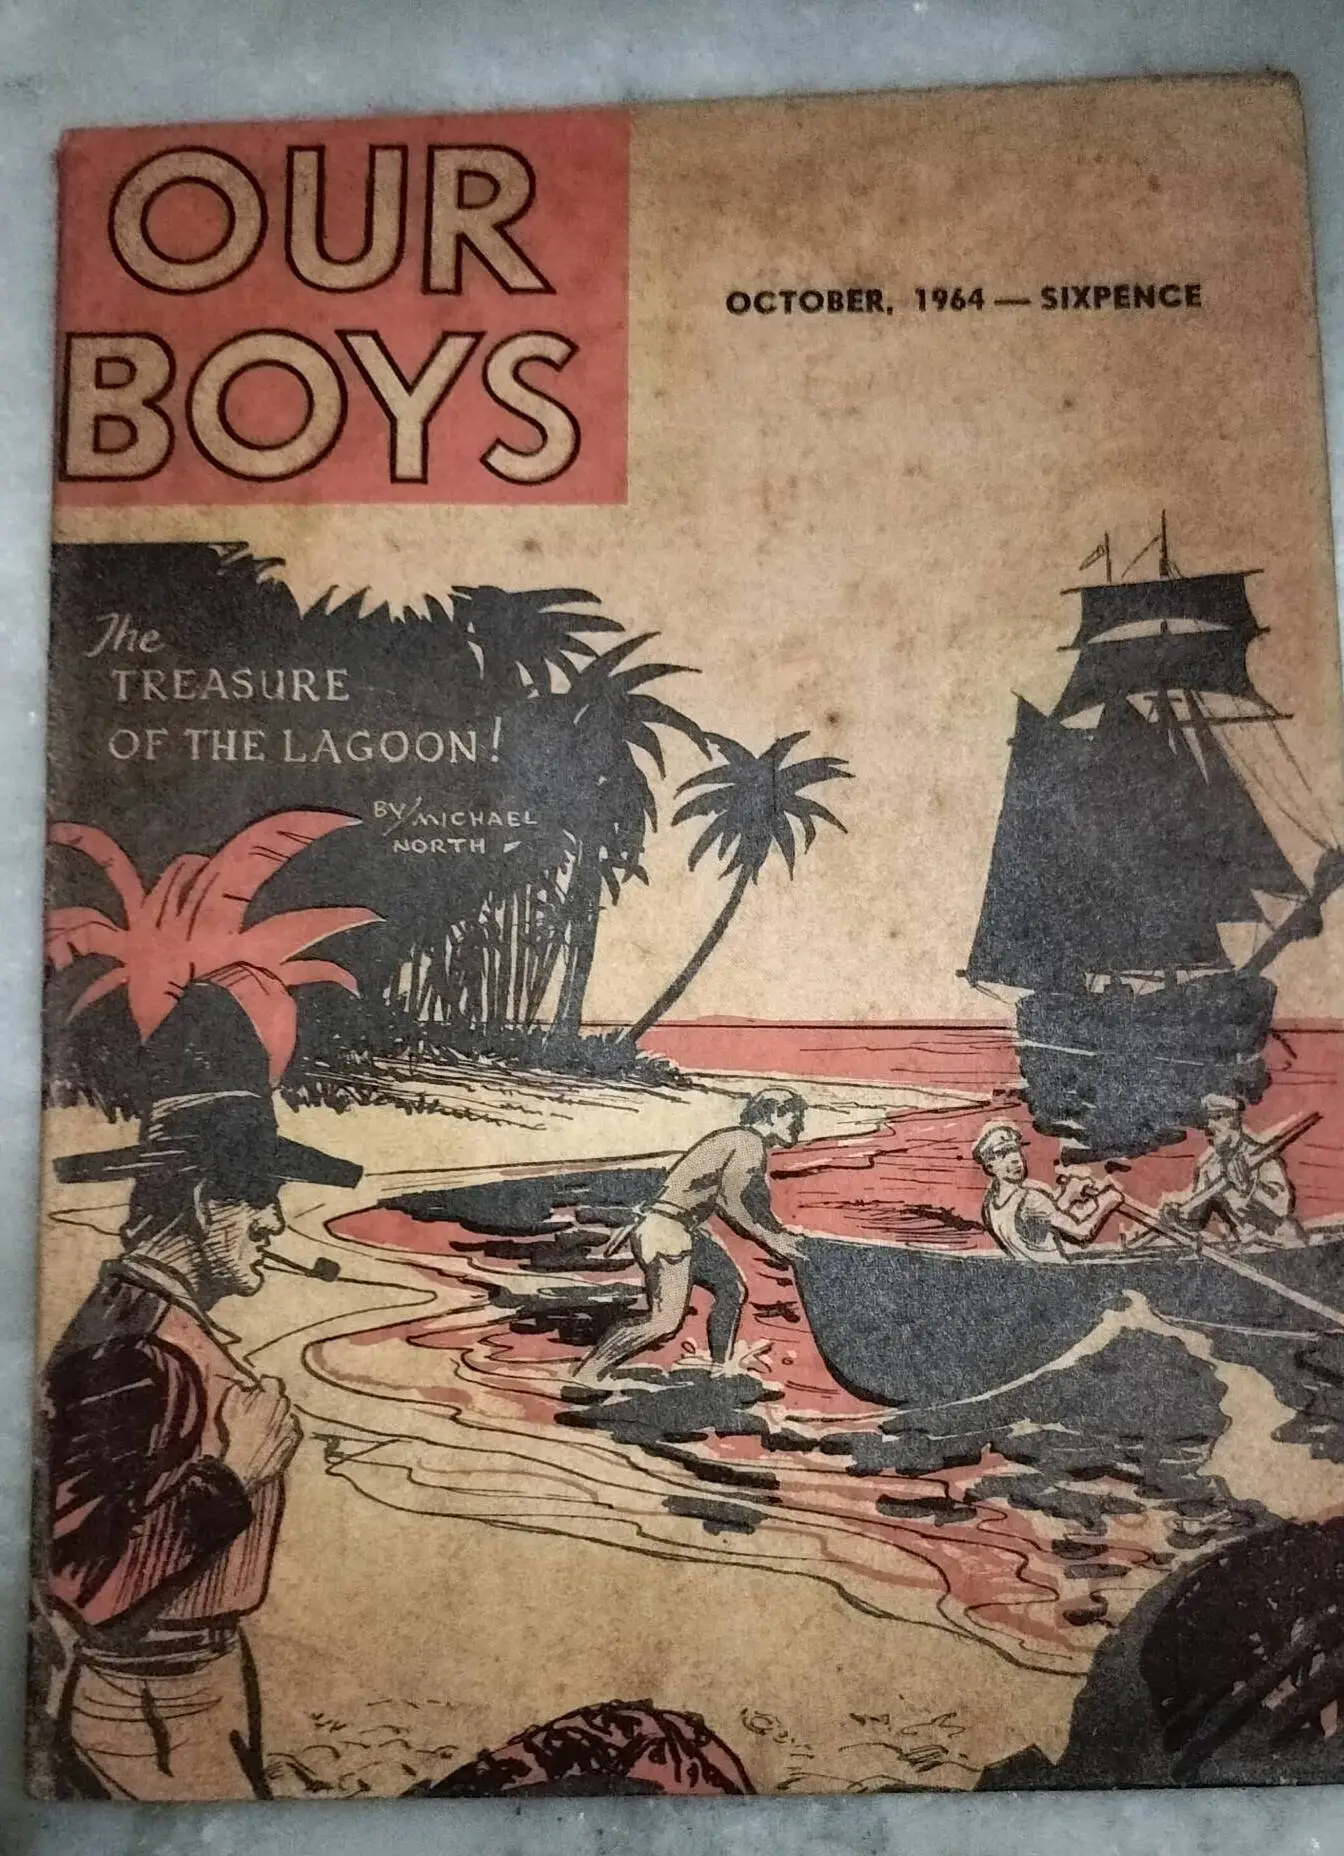 OUR
BOYS
OCTOBER, 1964 — SIXPENCE
The
TREASURE
OF THE LAGOON!
BY/MICHAEL
NORTH